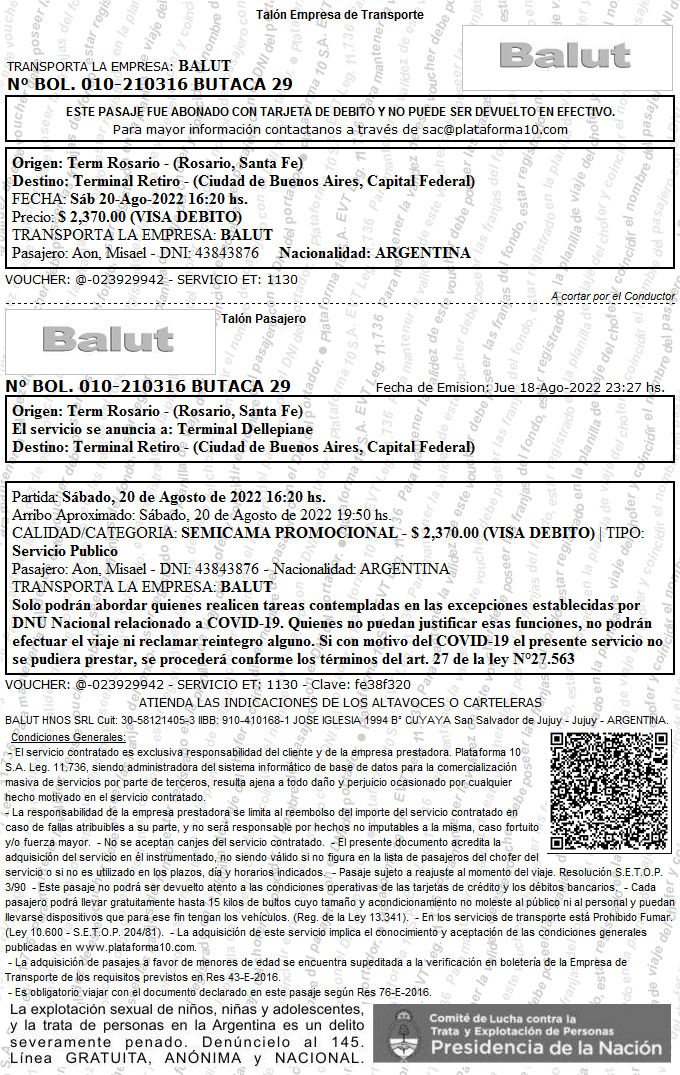 Talón Empresa de Transporte
Balut
TRANSPORTA LA EMPRESA: BALUT
Nº BOL. 010-210316 BUTACA 29
ESTE PASAJE FUE ABONADO CON TARJETA DE DEBITO Y NO PUEDE SER DEVUELTO EN EFECTIVO.
Para mayor información contactanos a través de sac@plataforma10.com
Origen: Term Rosario - (Rosario, Santa Fe)
Destino: Terminal Retiro - (Ciudad de Buenos Aires, Capital Federal)
FECHA: Sáb 20-Ago-2022 16:20 hs.
Precio: $ 2,370.00 (VISA DEBITO)
TRANSPORTA LA EMPRESA: BALUT
Pasajero: Aon, Misael - DNI: 43843876 Nacionalidad: ARGENTINA
VOUCHER: @-023929942 - SERVICIO ET: 1130
A cortar por el Conductor
Balut
Talón Pasajero
Nº BOL. 010-210316 BUTACA 29 Fecha de Emision: Jue 18-Ago-2022 23:27 hs.
Origen: Term Rosario - (Rosario, Santa Fe)
El servicio se anuncia a: Terminal Dellepiane
Destino: Terminal Retiro - (Ciudad de Buenos Aires, Capital Federal)
Partida: Sábado, 20 de Agosto de 2022 16:20 hs.
Arribo Aproximado: Sábado, 20 de Agosto de 2022 19:50 hs.
CALIDAD/CATEGORIA: SEMICAMA PROMOCIONAL - $ 2,370.00 (VISA DEBITO) | TIPO:
Servicio Publico
Pasajero: Aon, Misael - DNI: 43843876 - Nacionalidad: ARGENTINA
TRANSPORTA LA EMPRESA: BALUT
Solo podrán abordar quienes realicen tareas contempladas en las excepciones establecidas por
DNU Nacional relacionado a COVID-19. Quienes no puedan justificar esas funciones, no podrán
efectuar el viaje ni reclamar reintegro alguno. Si con motivo del COVID-19 el presente servicio no
se pudiera prestar, se procederá conforme los términos del art. 27 de la ley N°27.563
VOUCHER: @-023929942 - SERVICIO ET: 1130 - Clave: fe38f320
ATIENDA LAS INDICACIONES DE LOS ALTAVOCES O CARTELERAS
BALUT HNOS SRL Cuit: 30-58121405-3 IIBB: 910-410168-1 JOSE IGLESIA 1994 B° CUYAYA San Salvador de Jujuy - Jujuy - ARGENTINA.
Condiciones Generales:
- El servicio contratado es exclusiva responsabilidad del cliente y de la empresa prestadora. Plataforma 10
S.A. Leg. 11.736, siendo administradora del sistema informático de base de datos para la comercialización
masiva de servicios por parte de terceros, resulta ajena a todo daño y perjuicio ocasionado por cualquier
hecho motivado en el servicio contratado.
- La responsabilidad de la empresa prestadora se limita al reembolso del importe del servicio contratado en
caso de fallas atribuibles a su parte, y no será responsable por hechos no imputables a la misma, caso fortuito
y/o fuerza mayor. - No se aceptan canjes del servicio contratado. - El presente documento acredita la
adquisición del servicio en él instrumentado, no siendo válido si no figura en la lista de pasajeros del chofer del
servicio o si no es utilizado en los plazos, día y horarios indicados. - Pasaje sujeto a reajuste al momento del viaje. Resolución S.E.T.O.P.
3/90 - Este pasaje no podrá ser devuelto atento a las condiciones operativas de las tarjetas de crédito y los débitos bancarios. - Cada
pasajero podrá llevar gratuitamente hasta 15 kilos de bultos cuyo tamaño y acondicionamiento no moleste al público ni al personal y puedan
llevarse dispositivos que para ese fin tengan los vehículos. (Reg. de la Ley 13.341). - En los servicios de transporte está Prohibido Fumar.
(Ley 10.600 - S.E.T.O.P. 204/81). - La adquisición de este servicio implica el conocimiento y aceptación de las condiciones generales
publicadas en www.plataforma10.com.
- La adquisición de pasajes a favor de menores de edad se encuentra supeditada a la verificación en boletería de la Empresa de
Transporte de los requisitos previstos en Res 43-E-2016.
- Es obligatorio viajar con el documento declarado en este pasaje según Res 76-E-2016.
La explotación sexual de niños, niñas y adolescentes,
y la trata de personas en la Argentina es un delito
severamente penado. Denúncielo al 145.
Línea GRATUITA, ANÓNIMA y NACIONAL.
Comité de Lucha contra la
Trata y Explotación de Personas
Presidencia de la Nación